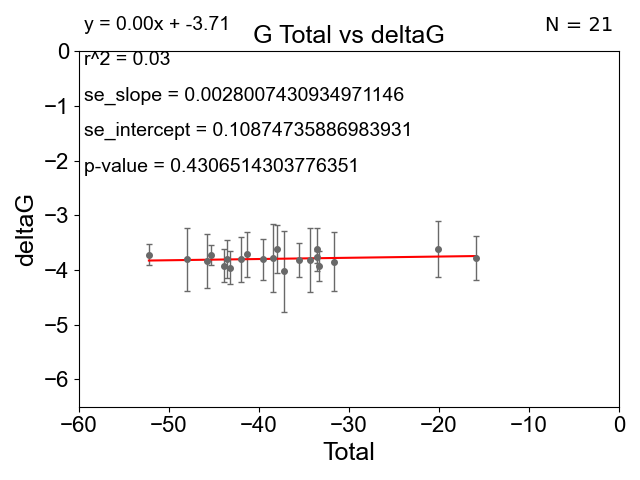 y = 0.00x + -3.71
G Total vs deltaG
N = 21
r^2 = 0.03
se_slope = 0.0028007430934971146
se_intercept = 0.10874735886983931
p-value = 0.4306514303776351
0
−1
−2
−3
−4
−5
−6
deltaG
−60
−50
−40
−30
−20
−10
0
Total